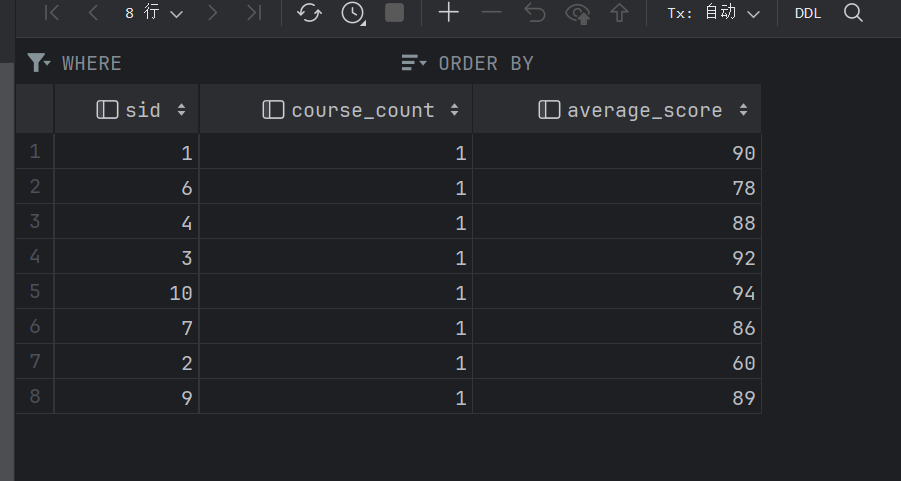 8 行 Tx: 自动 DDL
WHERE ORDER BY
sid course_count average_score
1 1 1 90
2 6 1 78
3 4 1 88
4 3 1 92
5 10 1 94
6 7 1 86
7 2 1 60
8 9 1 89